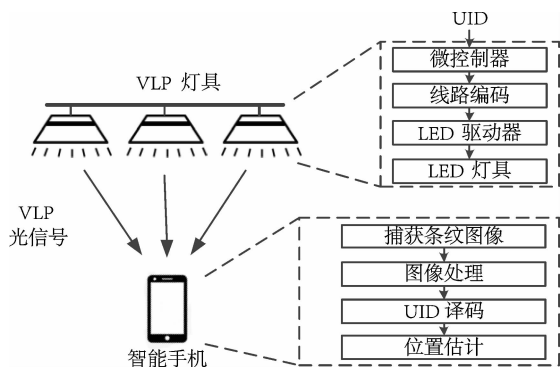 UID
微控制器
线路编码
LED 驱动器
LED 灯具
VLP 灯具
VLP
光信号
智能手机
捕获条纹图像
图像处理
UID 译码
位置估计